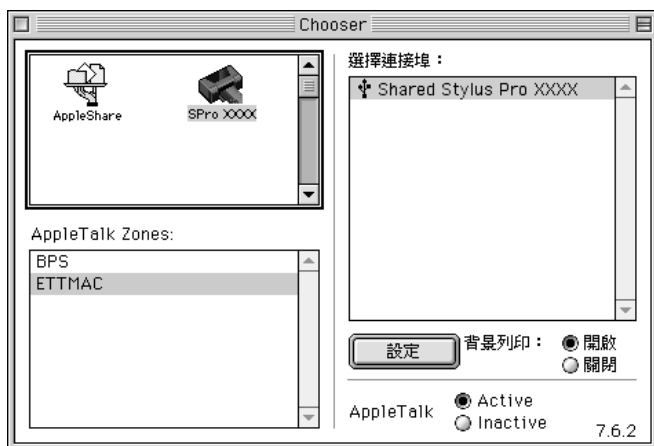 Chooser
AppleShare
SPro XXXX
AppleTalk Zones:
BPS
ETTMAC
選擇連接埠：
Shared Stylus Pro XXXX
設定
背景列印：
開啟
關閉
AppleTalk
Active
Inactive
7.6.2